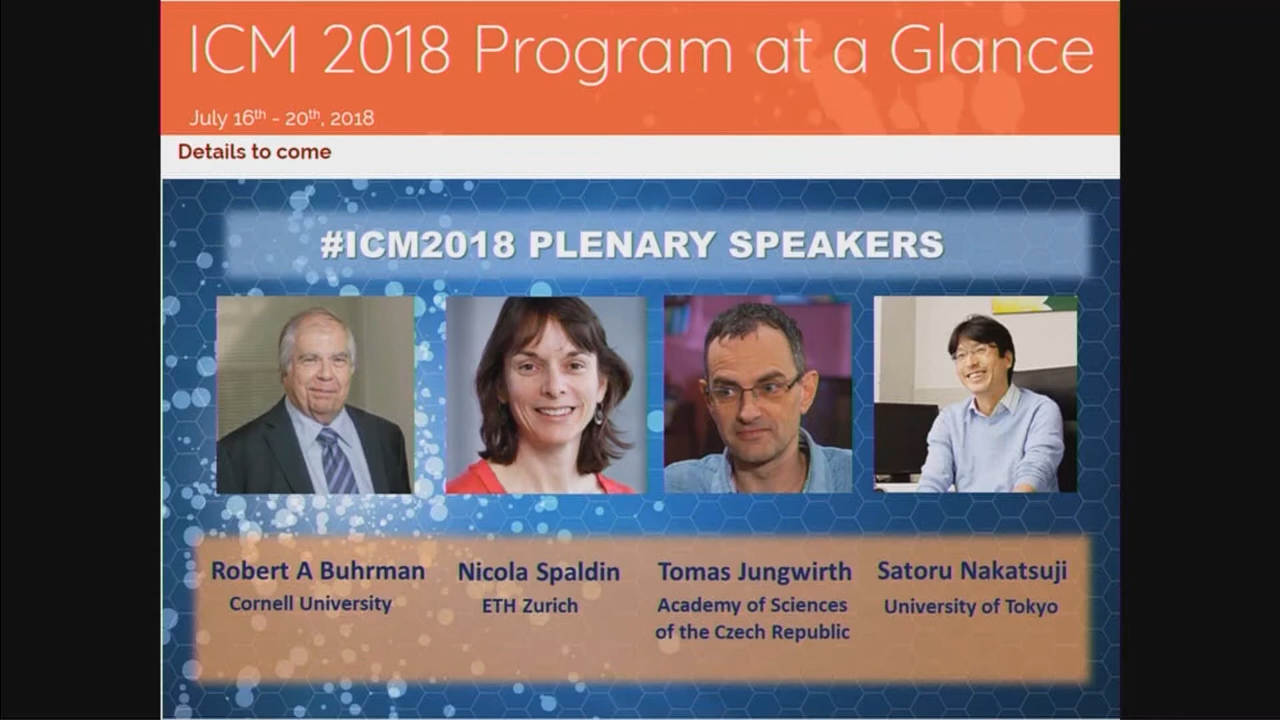 ICM 2018 Program at a Glance
July 16th - 20th, 2018
Details to come
#ICM2018 PLENARY SPEAKERS
Robert A Buhrman
Cornell University
Nicola Spaldin
ETH Zurich
Tomas Jungwirth
Academy of Sciences
of the Czech Republic
Satoru Nakatsuji
University of Tokyo